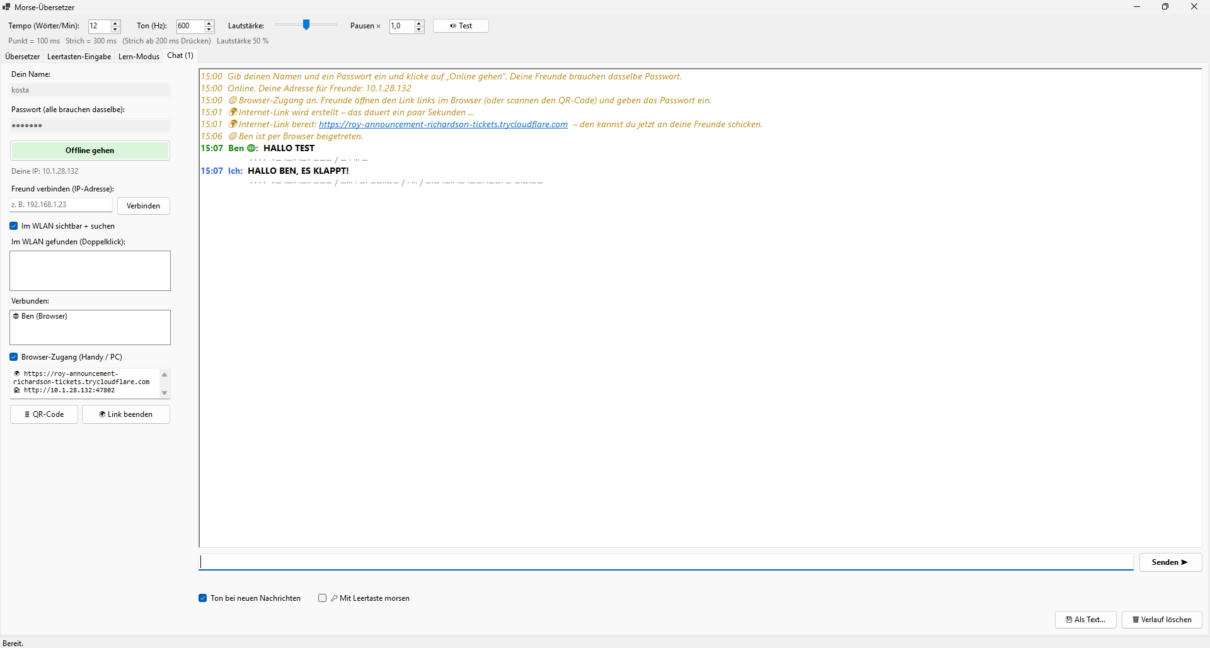 Morse-Übersetzer
Tempo (Wörter/Min): 12 Ton (Hz): 600 Lautstärke: Pausen × 1,0 Test
Punkt = 100 ms Strich = 300 ms (Strich ab 200 ms Drücken) Lautstärke 50 %
Übersetzer Leertasten-Eingabe Lern-Modus Chat (1)
Dein Name:
kosta
Passwort (alle brauchen dasselbe):
●●●●●●●
Offline gehen
Deine IP: 10.1.28.132
Freund verbinden (IP-Adresse):
z. B. 192.168.1.23 Verbinden
Im WLAN sichtbar + suchen
Im WLAN gefunden (Doppelklick):
Verbunden:
Ben (Browser)
Browser-Zugang (Handy / PC)
https://roy-announcement-
richardson-tickets.trycloudflare.com
http://10.1.28.132:47802
QR-Code Link beenden
15:00 Gib deinen Namen und ein Passwort ein und klicke auf „Online gehen“. Deine Freunde brauchen dasselbe Passwort.
15:00 Online. Deine Adresse für Freunde: 10.1.28.132
15:00 Browser-Zugang an. Freunde öffnen den Link links im Browser (oder scannen den QR-Code) und geben das Passwort ein.
15:01 Internet-Link wird erstellt – das dauert ein paar Sekunden ...
15:01 Internet-Link bereit: https://roy-announcement-richardson-tickets.trycloudflare.com – den kannst du jetzt an deine Freunde schicken.
15:06 Ben ist per Browser beigetreten.
15:07 Ben: HALLO TEST
15:07 Ich: HALLO BEN, ES KLAPPT!
Senden
Ton bei neuen Nachrichten Mit Leertaste morsen
Als Text... Verlauf löschen
Bereit.